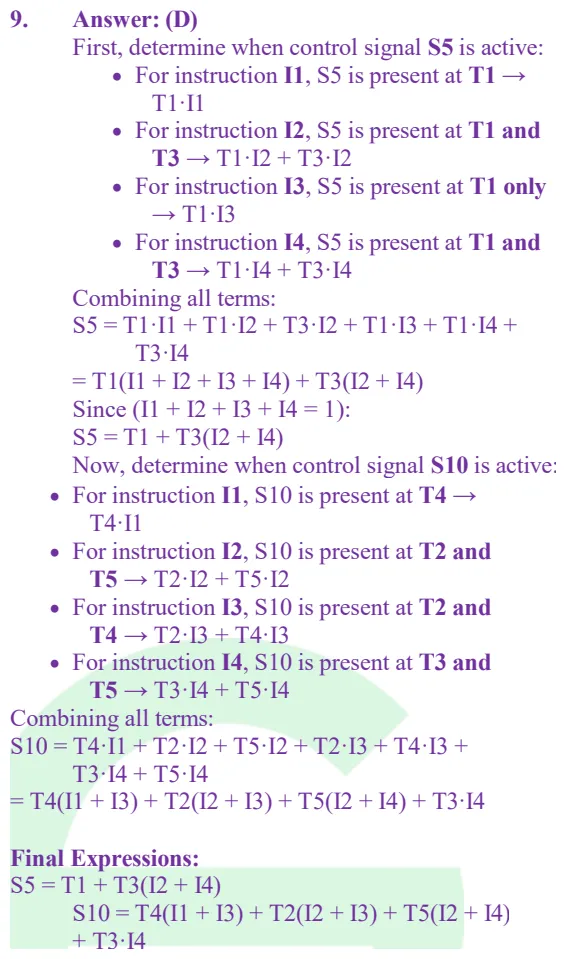 9. Answer: (D)
First, determine when control signal S5 is active:
• For instruction I1, S5 is present at T1 →
T1·I1
• For instruction I2, S5 is present at T1 and
T3 → T1·I2 + T3·I2
• For instruction I3, S5 is present at T1 only
→ T1·I3
• For instruction I4, S5 is present at T1 and
T3 → T1·I4 + T3·I4
Combining all terms:
S5 = T1·I1 + T1·I2 + T3·I2 + T1·I3 + T1·I4 +
T3·I4
= T1(I1 + I2 + I3 + I4) + T3(I2 + I4)
Since (I1 + I2 + I3 + I4 = 1):
S5 = T1 + T3(I2 + I4)
Now, determine when control signal S10 is active:
• For instruction I1, S10 is present at T4 →
T4·I1
• For instruction I2, S10 is present at T2 and
T5 → T2·I2 + T5·I2
• For instruction I3, S10 is present at T2 and
T4 → T2·I3 + T4·I3
• For instruction I4, S10 is present at T3 and
T5 → T3·I4 + T5·I4
Combining all terms:
S10 = T4·I1 + T2·I2 + T5·I2 + T2·I3 + T4·I3 +
T3·I4 + T5·I4
= T4(I1 + I3) + T2(I2 + I3) + T5(I2 + I4) + T3·I4
Final Expressions:
S5 = T1 + T3(I2 + I4)
S10 = T4(I1 + I3) + T2(I2 + I3) + T5(I2 + I4)
+ T3·I4